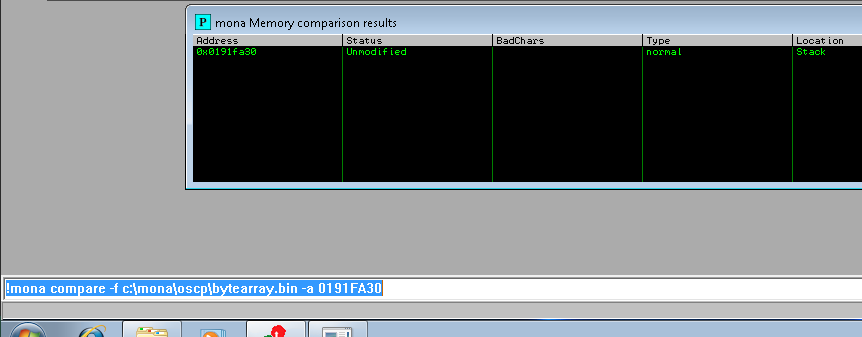 P mona Memory comparison results
Address Status BadChars Type Location
0x0191fa30 Unmodified normal Stack
!mona compare -f c:\mona\oscp\bytearray.bin -a 0191FA30